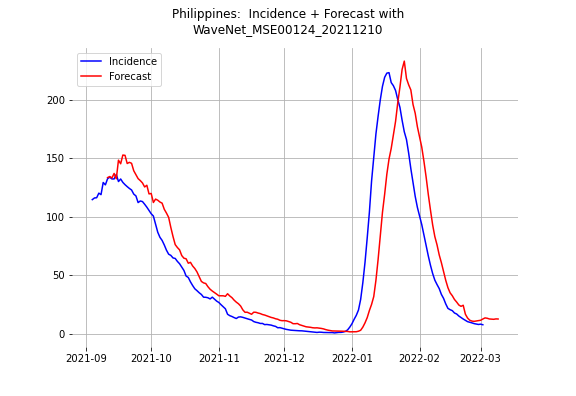 Philippines:  Incidence + Forecast with
WaveNet_MSE00124_20211210
Incidence
Forecast
200
150
100
50
0
2021-09 2021-10 2021-11 2021-12 2022-01 2022-02 2022-03